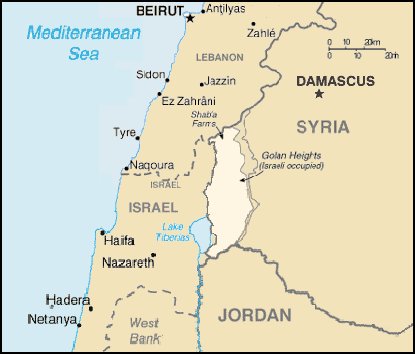 BEIRUT
Anţilyas
Mediterranean
Sea
Zahlé
LEBANON
0 10 20km
0 10 20mi
Sidon
Jazzin
DAMASCUS
Ez Zahrâni
Shab'a
Farms
SYRIA
Tyre
Golan Heights
(Israeli occupied)
Naqoura
ISRAEL
ISRAEL
Lake
Tiberias
Haifa
Nazareth
Hadera
JORDAN
Netanya
West
Bank